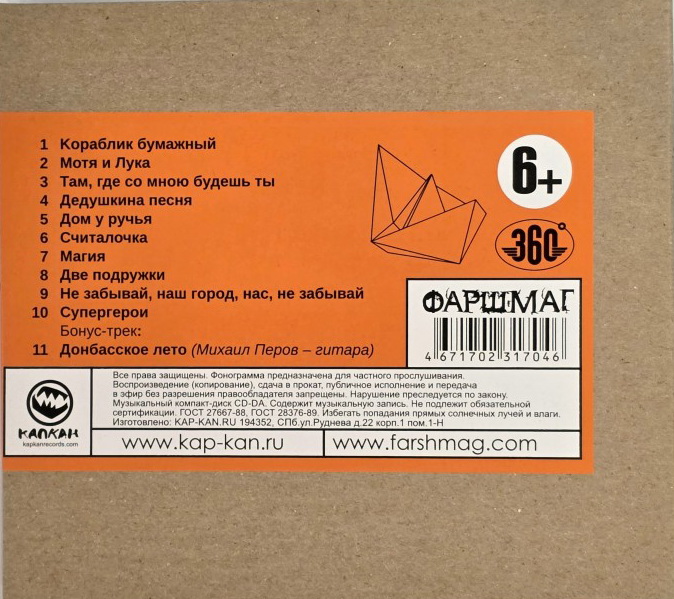 1 Кораблик бумажный
2 Мотя и Лука
3 Там, где со мною будешь ты
4 Дедушкина песня
5 Дом у ручья
6 Считалочка
7 Магия
8 Две подружки
9 Не забывай, наш город, нас, не забывай
10 Супергерои
Бонус-трек:
11 Донбасское лето (Михаил Перов – гитара)
6+
360°
ФАРШМАГ
4 671702 317046
КАПКАН
kapkanrecords.com
Все права защищены. Фонограмма предназначена для частного прослушивания.
Воспроизведение (копирование), сдача в прокат, публичное исполнение и передача
в эфир без разрешения правообладателя запрещены. Нарушение преследуется по закону.
Музыкальный компакт-диск CD-DA. Содержит музыкальную запись. Не подлежит обязательной
сертификации. ГОСТ 27667-88, ГОСТ 28376-89. Избегать попадания прямых солнечных лучей и влаги.
Изготовлено: KAP-KAN.RU 194352, СПб.ул.Руднева д.22 корп.1 пом.1-Н
www.kap-kan.ru
www.farshmag.com